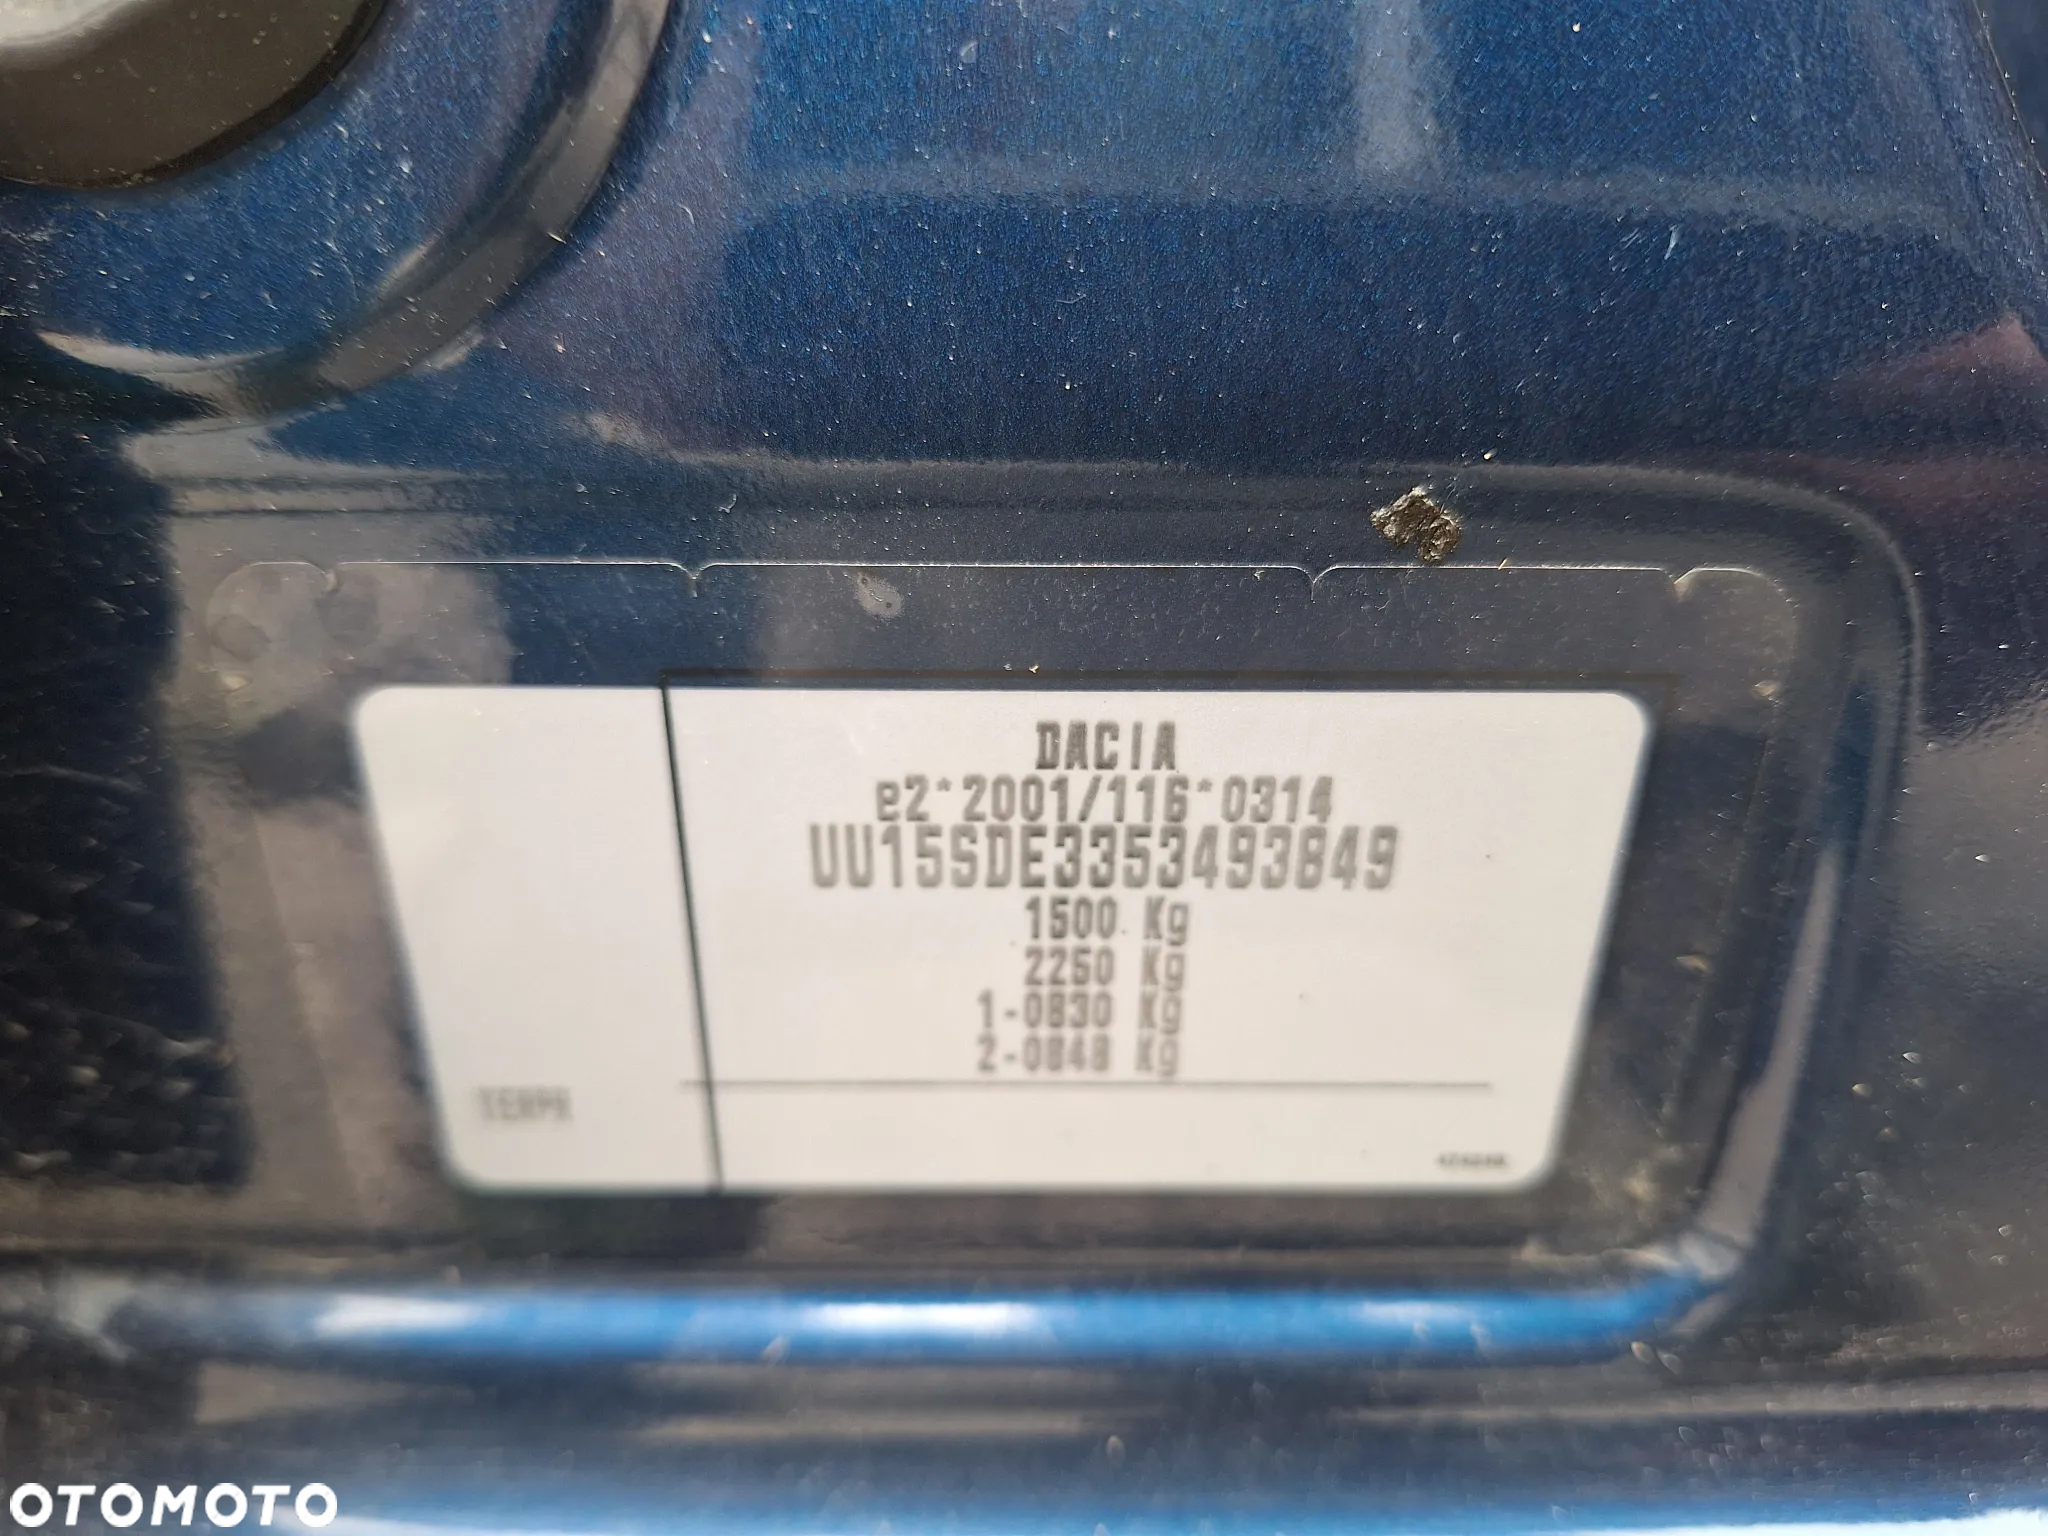 DACIA
e2*2001/116*0314
UU15SDE3353493849
1500 Kg
2250 Kg
1-0830 Kg
2-0848 Kg
OTOMOTO